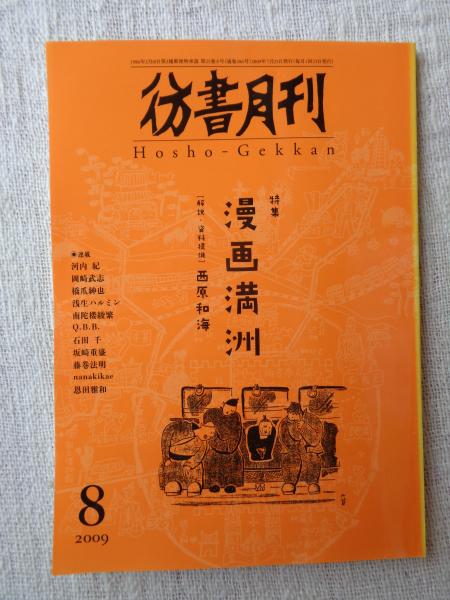 彷書月刊
Hosho-Gekkan
特集
漫画満洲
[解説・資料提供]西原和海
◉連載
河内 紀
岡崎武志
橋爪紳也
浅生ハルミン
南陀楼綾繁
Q.B.B.
石田 千
坂崎重盛
藤巻法明
nanakikae
恩田雅和
8
2009